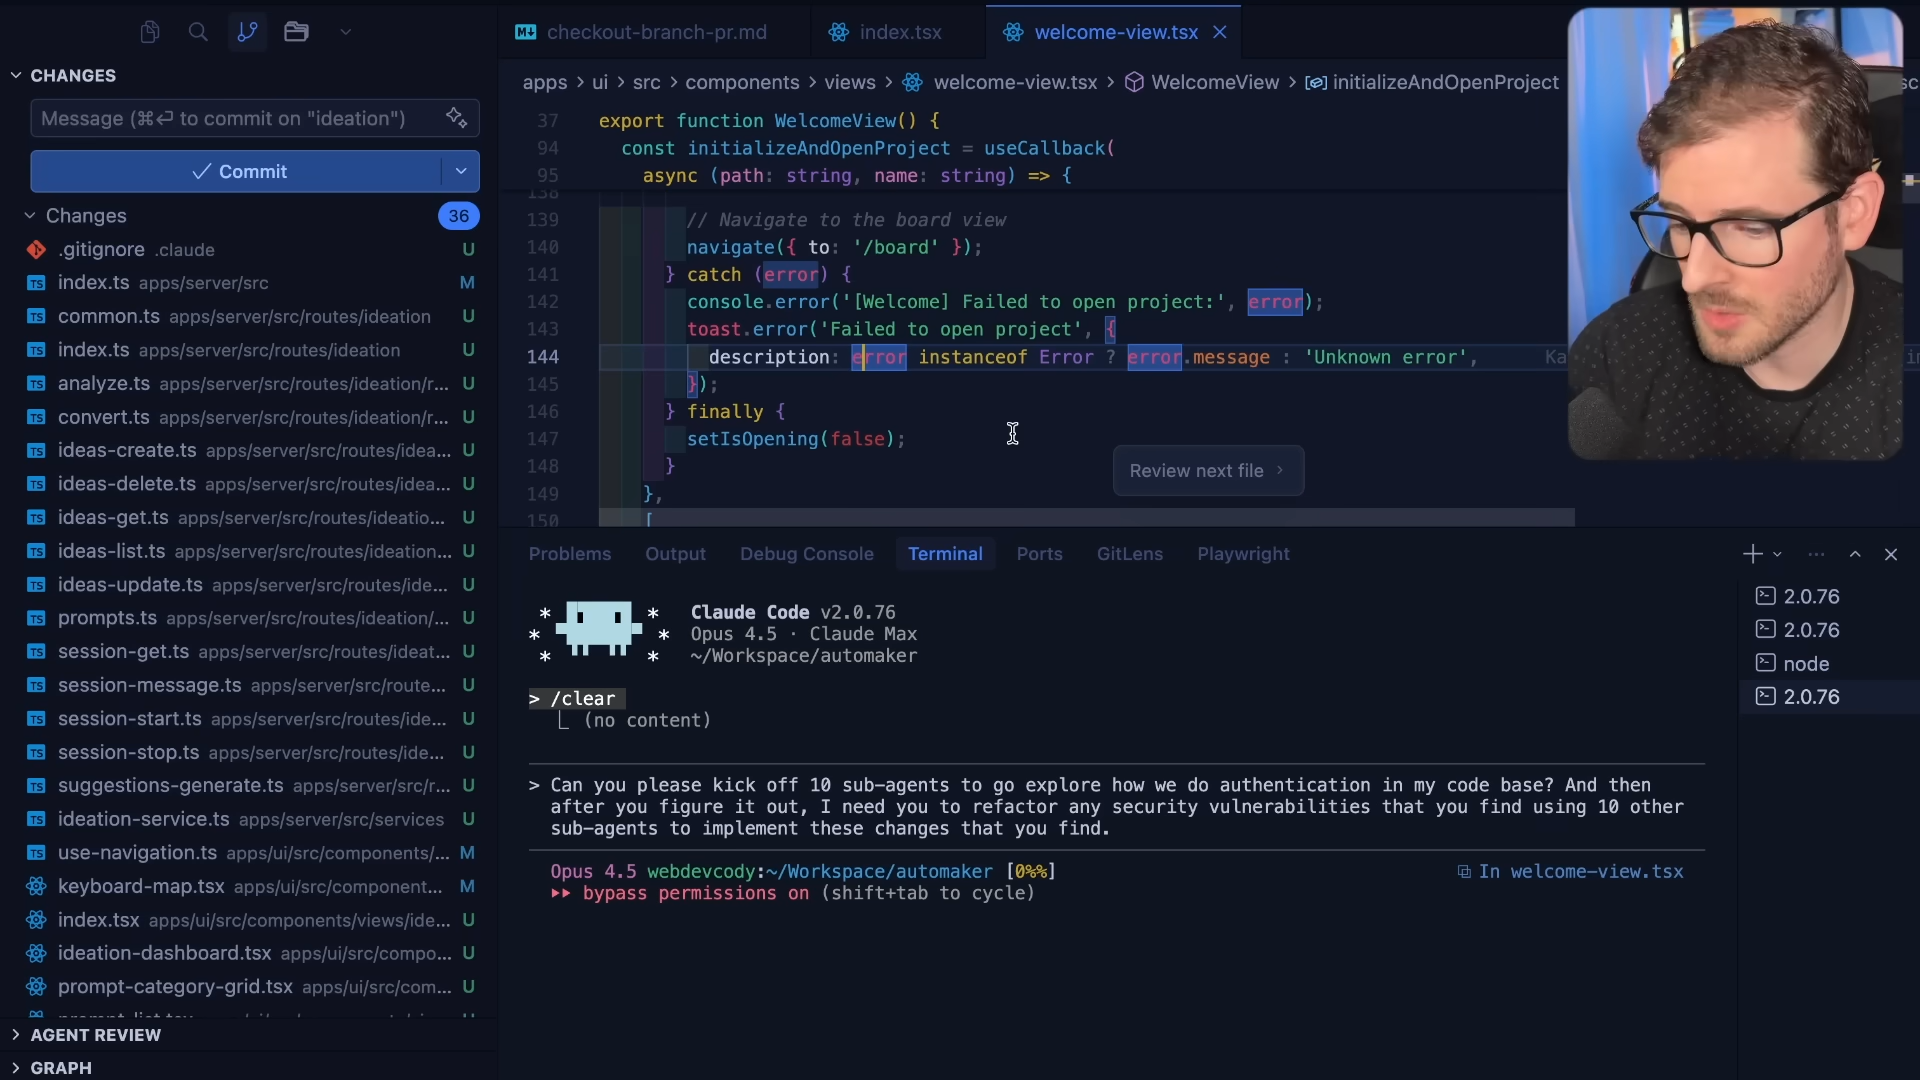 CHANGES
Message (⌘⏎ to commit on "ideation")
Commit
Changes
36
.gitignore .claude U
index.ts apps/server/src M
common.ts apps/server/src/routes/ideation U
index.ts apps/server/src/routes/ideation U
analyze.ts apps/server/src/routes/ideation/r... U
convert.ts apps/server/src/routes/ideation/r... U
ideas-create.ts apps/server/src/routes/idea... U
ideas-delete.ts apps/server/src/routes/idea... U
ideas-get.ts apps/server/src/routes/ideatio... U
ideas-list.ts apps/server/src/routes/ideation... U
ideas-update.ts apps/server/src/routes/ide... U
prompts.ts apps/server/src/routes/ideation/... U
session-get.ts apps/server/src/routes/ideat... U
session-message.ts apps/server/src/route... U
session-start.ts apps/server/src/routes/ide... U
session-stop.ts apps/server/src/routes/ide... U
suggestions-generate.ts apps/server/src/r... U
ideation-service.ts apps/server/src/services U
use-navigation.ts apps/ui/src/components/... M
keyboard-map.tsx apps/ui/src/component... M
index.tsx apps/ui/src/components/views/ide... U
ideation-dashboard.tsx apps/ui/src/compo... U
prompt-category-grid.tsx apps/ui/src/com... U
AGENT REVIEW
GRAPH
checkout-branch-pr.md
index.tsx
welcome-view.tsx
apps > ui > src > components > views > welcome-view.tsx > WelcomeView > initializeAndOpenProject
37 export function WelcomeView() {
94 const initializeAndOpenProject = useCallback(
95 async (path: string, name: string) => {
138
139 // Navigate to the board view
140 navigate({ to: '/board' });
141 } catch (error) {
142 console.error('[Welcome] Failed to open project:', error);
143 toast.error('Failed to open project', {
144 description: error instanceof Error ? error.message : 'Unknown error',
145 });
146 } finally {
147 setIsOpening(false);
148 }
149 },
150 [
Review next file >
Problems Output Debug Console Terminal Ports GitLens Playwright
Claude Code v2.0.76
Opus 4.5 · Claude Max
~/Workspace/automaker
> /clear
(no content)
> Can you please kick off 10 sub-agents to go explore how we do authentication in my code base? And then
after you figure it out, I need you to refactor any security vulnerabilities that you find using 10 other
sub-agents to implement these changes that you find.
Opus 4.5 webdevcody:~/Workspace/automaker [0%%]
In welcome-view.tsx
bypass permissions on (shift+tab to cycle)
2.0.76
2.0.76
node
2.0.76